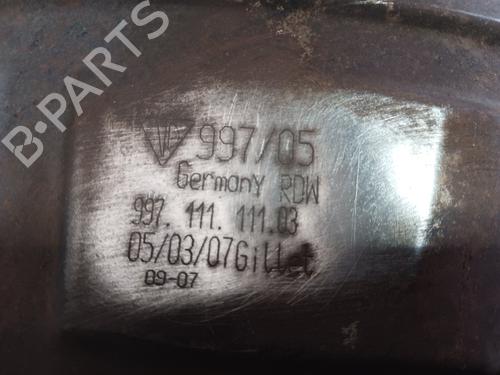 B-PARTS
997/05
Germany RDW
997. 111. 111.03
05/03/07Gillet
09-07